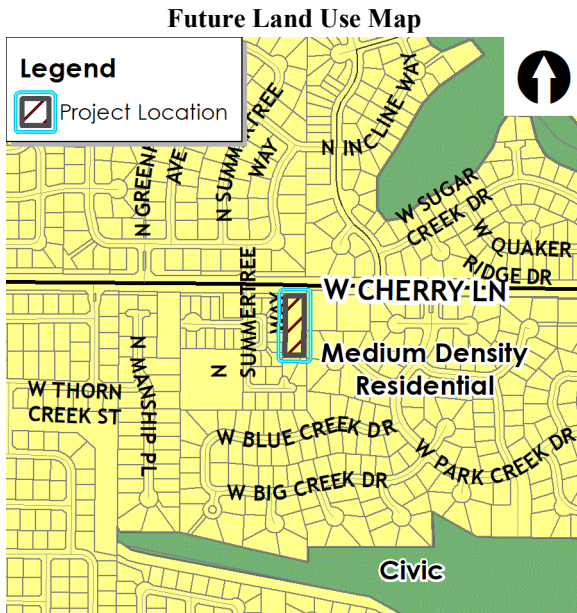 Future Land Use Map
Legend
Project Location
N GREENH
AVE
N SUMMERTREE
WAY
N INCLINE WAY
W SUGAR
CREEK DR
W QUAKER
RIDGE DR
W CHERRY LN
N
SUMMERTREE
WAY
Medium Density
Residential
W THORN
CREEK ST
N MANSHIP PL
W BLUE CREEK DR
W BIG CREEK DR
W PARK CREEK DR
Civic